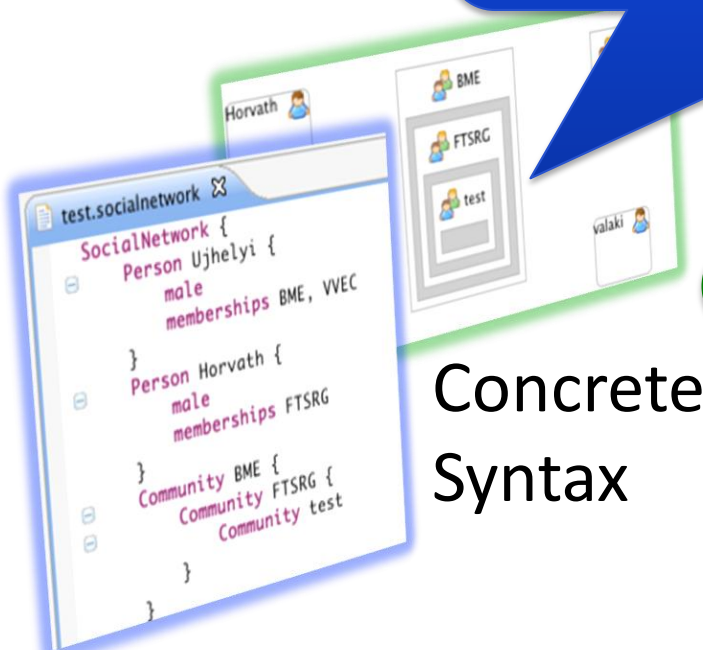 Horvath
BME
FTSRG
test
valaki
test.socialnetwork
SocialNetwork {
Person Ujhelyi {
male
memberships BME, VVEC
}
Person Horvath {
male
memberships FTSRG
}
Community BME {
Community FTSRG {
Community test
}
}
Concrete
Syntax